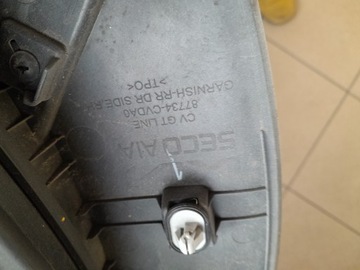 SECO AIA
CV GT LINE
87734-CVDA0
GARNISH-RR DR SIDE,RH
>TPO<